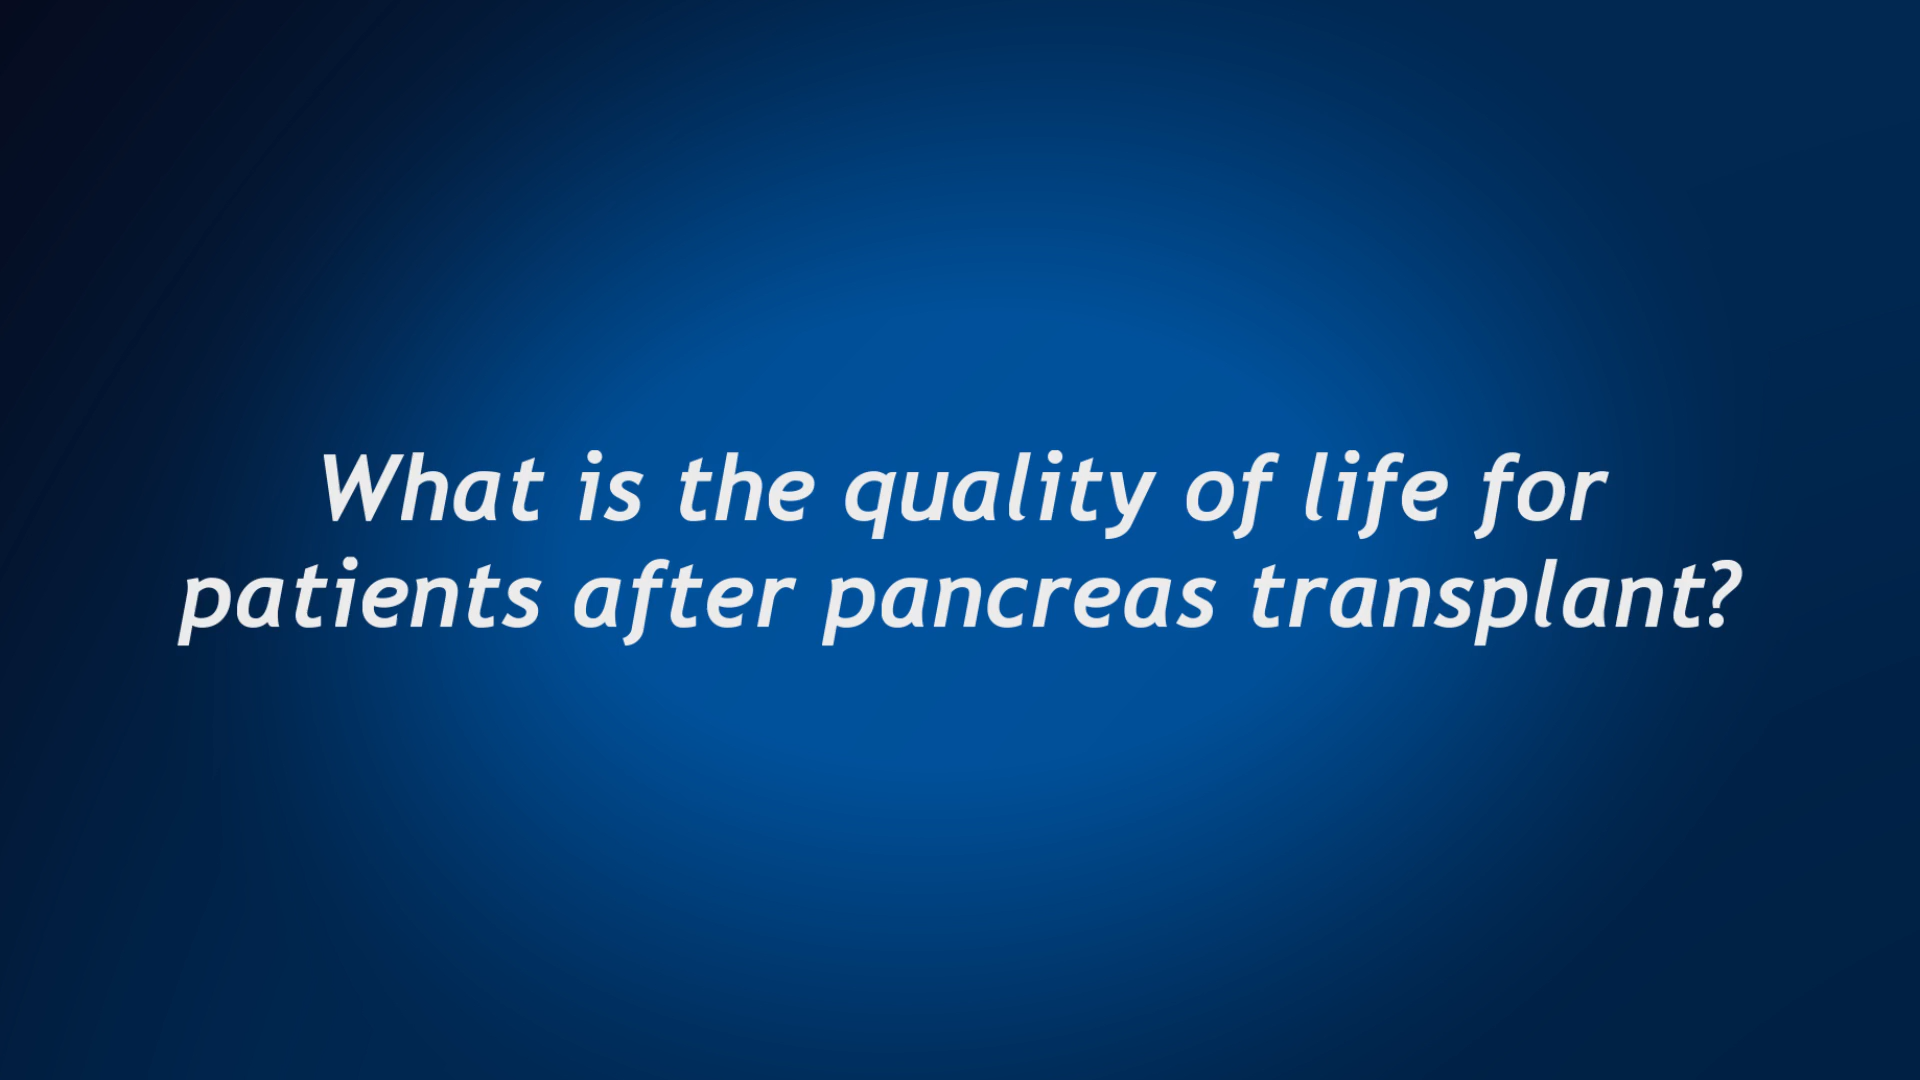 What is the quality of life for
patients after pancreas transplant?